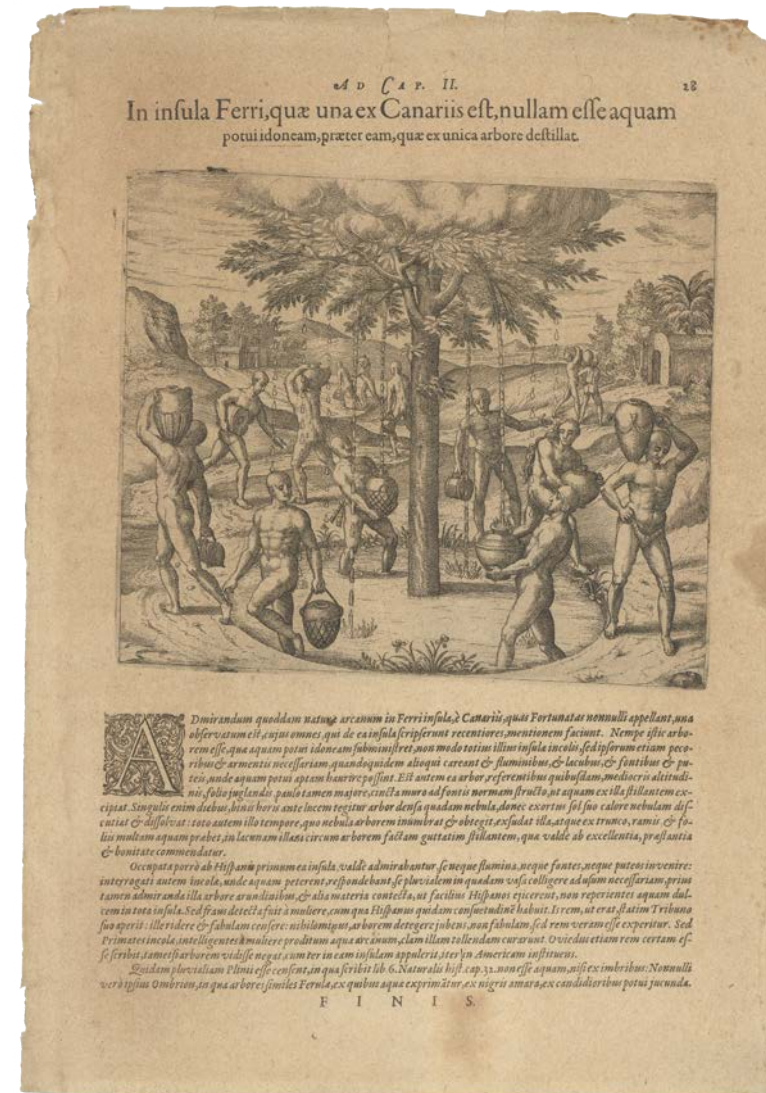 AD CAP. II.
28
In inſula Ferri, quæ una ex Canariis eſt, nullam eſſe aquam
potui idoneam, præter eam, quæ ex unica arbore deſtillat.
ADmirandum quoddam naturæ arcanum in Ferri inſula, è Canariis, quas Fortunatas nonnulli appellant, una
obſervatum eſt, cujus omnes, qui de ea inſula ſcripſerunt recentiores, mentionem faciunt. Nempe iſtic arbo-
rem eſſe, quæ aquam potui idoneam ſubminiſtret, non modo totius illius inſulæ incolis, ſed ipſorum etiam peco-
ribus & armentis neceſſariam, quandoquidem alioqui careant & fluminibus, & lacubus, & fontibus & pu-
teis, unde aquam potui aptam haurire poſſint. Eſt autem ea arbor, referentibus quibuſdam, mediocris altitudi-
nis, folio juglandis, paulo tamen majore, cincta muro ad fontis normam ſtructo, ut aquam ex illa ſtillantem ex-
cipiat. Singulis enim diebus, binis horis ante lucem tegitur arbor denſa quadam nebula, donec exortus ſol ſuo calore nebulam diſ-
cutiat & diſſolvat: toto autem illo tempore, quo nebula arborem inumbrat & obtegit, exſudat illa, atque ex trunco, ramis & fo-
liis multam aquam præbet, in lacunam illam circum arborem factam guttatim ſtillantem, qua valde ab excellentia, præſtantia
& bonitate commendatur.
Occupata porrò ab Hiſpanis primum ea inſula, valdè admirabantur, ſe neque flumina, neque fontes, neque puteos invenire:
interrogati autem incolæ, unde aquam peterent, reſpondebant, ſe pluvialem in quadam vaſa colligere ad uſum neceſſariam, prius
tamen admiranda illa arbore arundinibus, & alia materia contecta, ut facilius Hiſpanos ejicerent, non reperientes aquam dul-
cem in tota inſula. Sed fraus detecta fuit à muliere, cum qua Hiſpanus quidam conſuetudinē habuit. Is rem, ut erat, ſtatim Tribuno
ſuo aperit: ille ridere & fabulam cenſere: nihilominus, arborem detegere jubens, non fabulam, ſed rem veram eſſe experitur. Sed
Primates incolæ, intelligentes à muliere proditum aquæ arcanum, clam illam tollendam curarunt. Oviedus etiam rem certam eſ-
ſe ſcribit, tametſi arborem vidiſſe negat, cum ter in eam inſulam appulerit, iter in Americam inſtituens.
Quidam pluvialiam Plinii eſſe cenſent, in qua ſcribit lib. 6. Naturalis hiſt. cap. 32. non eſſe aquam, niſi ex imbribus: Nonnulli
verò ipſius Ombrion, in qua arbores ſimiles Ferulæ, ex quibus aqua exprimātur, ex nigris amara, ex candidioribus potui jucunda.
F I N I S.